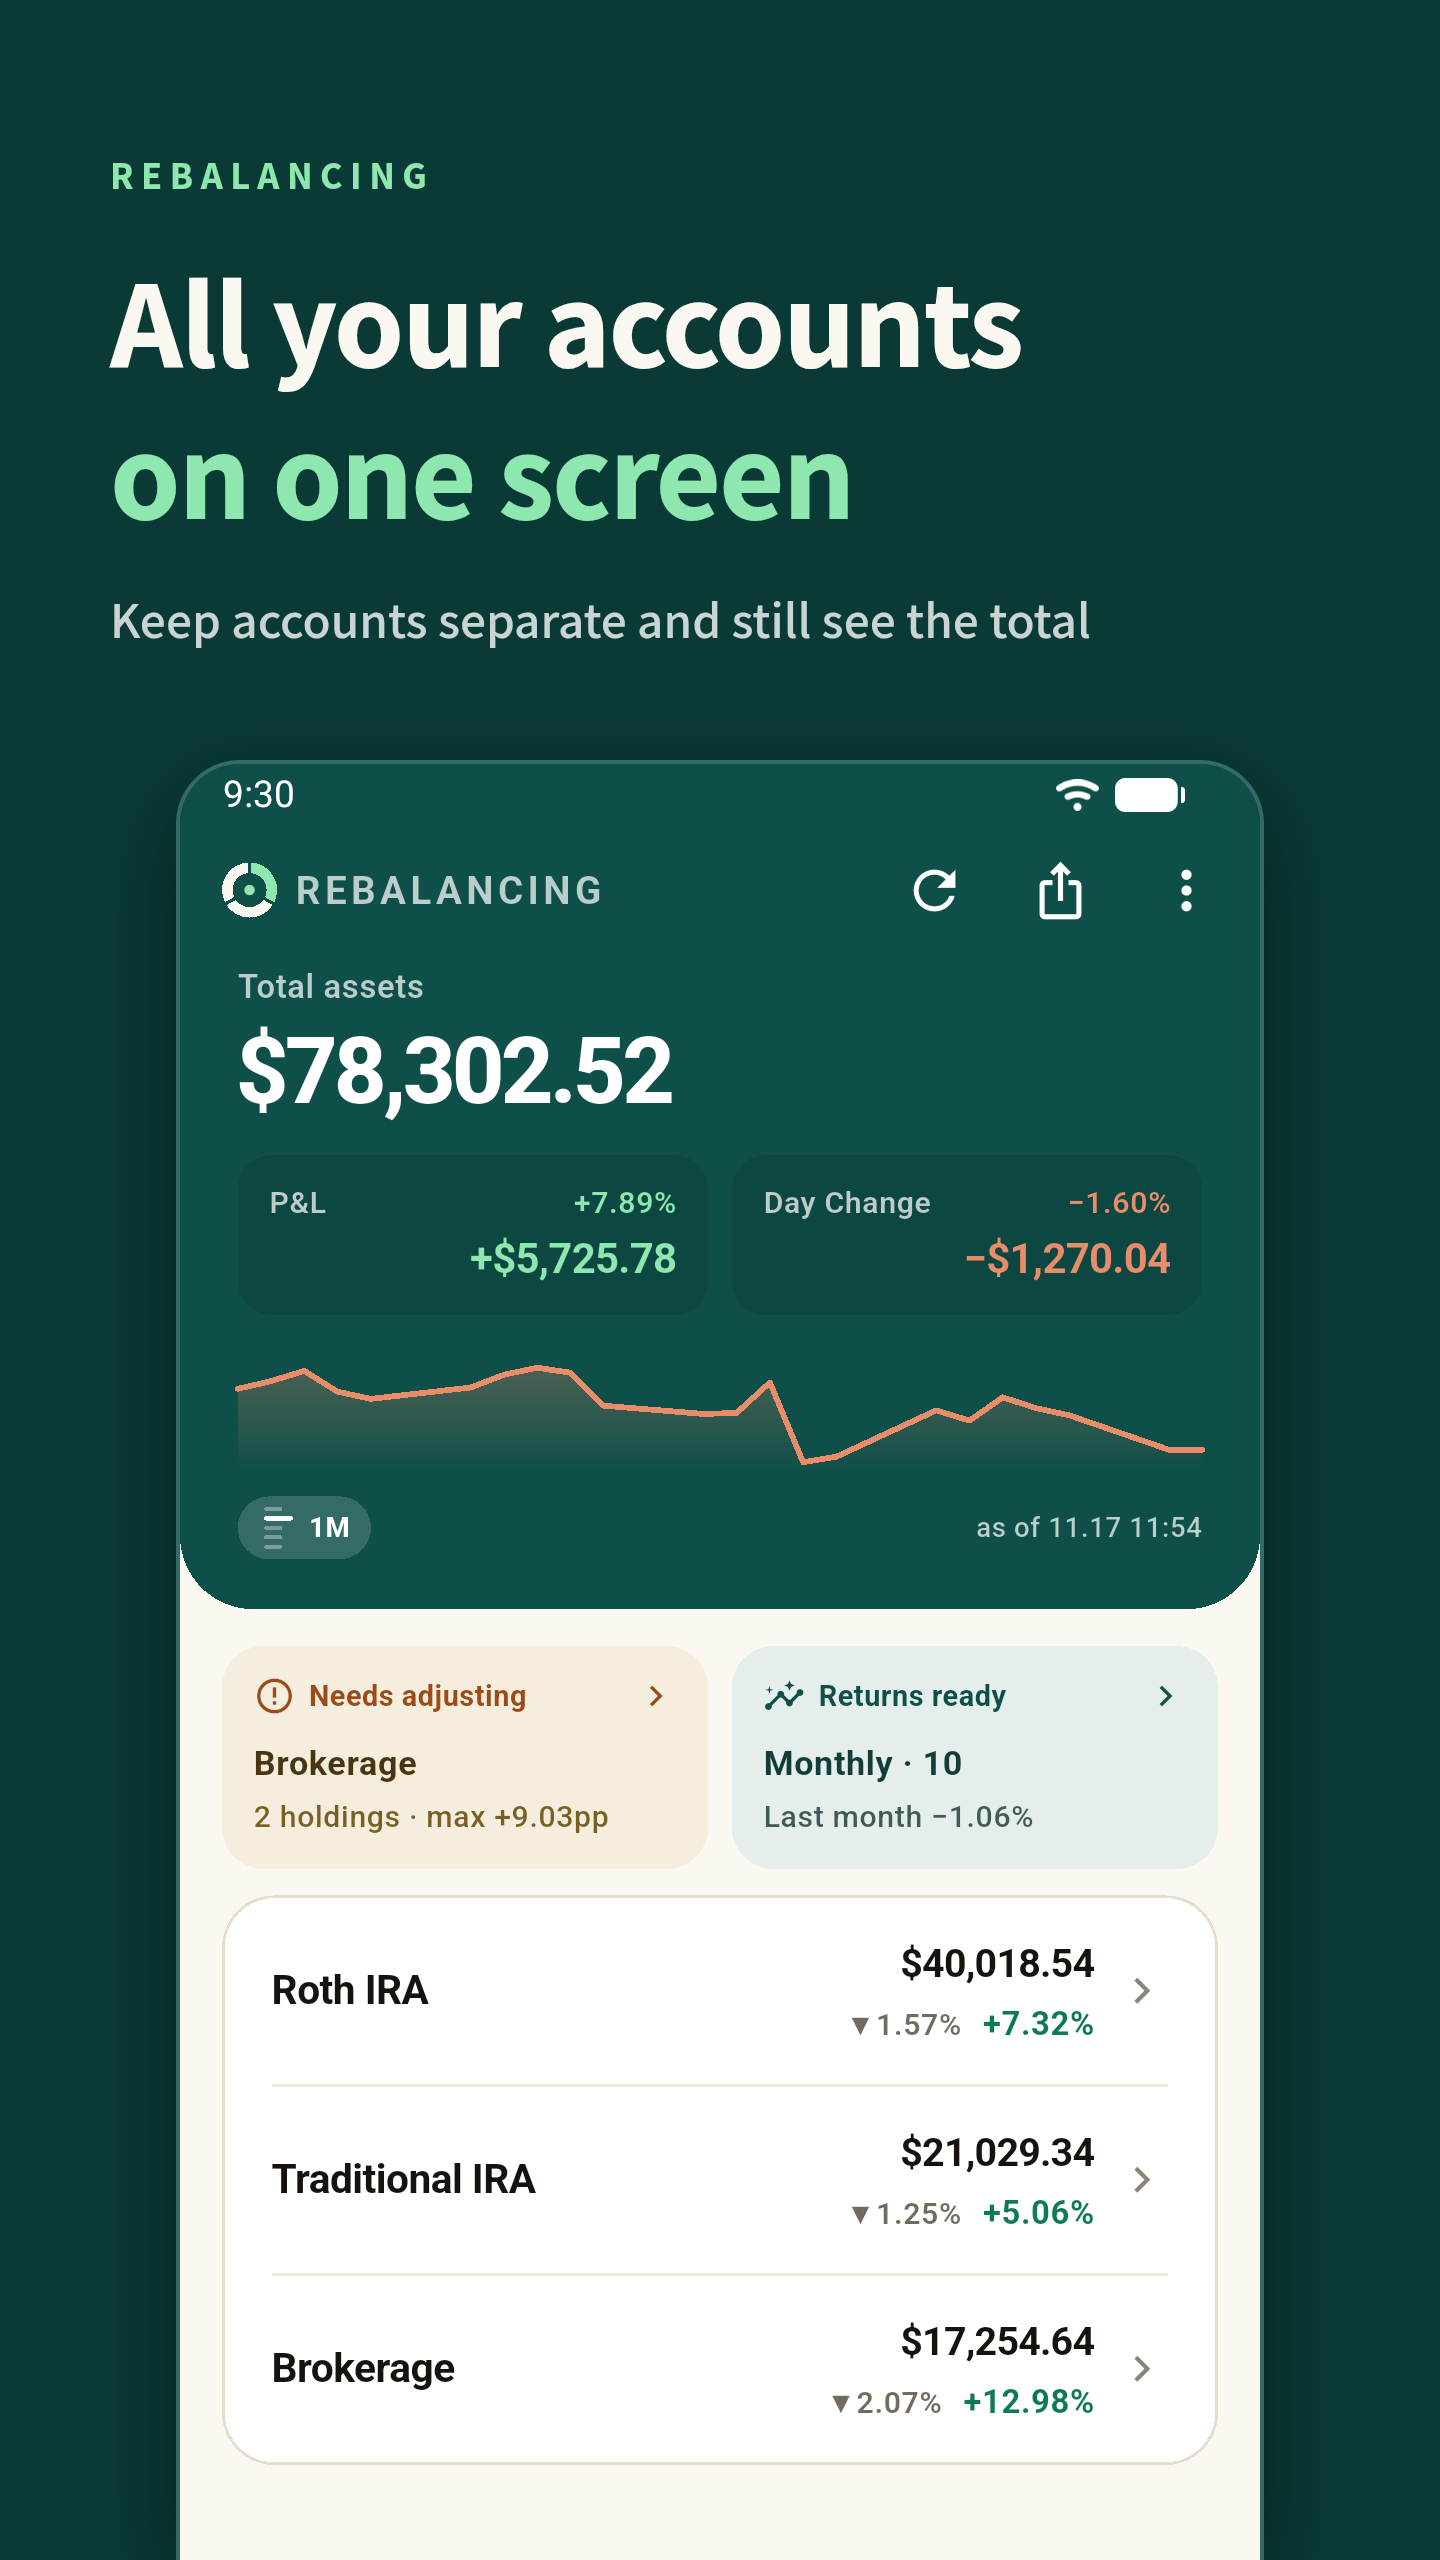 REBALANCING
All your accounts
on one screen
Keep accounts separate and still see the total
9:30
REBALANCING
Total assets
$78,302.52
P&L +7.89%
+$5,725.78
Day Change −1.60%
−$1,270.04
1M
as of 11.17 11:54
Needs adjusting
Brokerage
2 holdings · max +9.03pp
Returns ready
Monthly · 10
Last month −1.06%
Roth IRA
$40,018.54
▼1.57% +7.32%
Traditional IRA
$21,029.34
▼1.25% +5.06%
Brokerage
$17,254.64
▼2.07% +12.98%